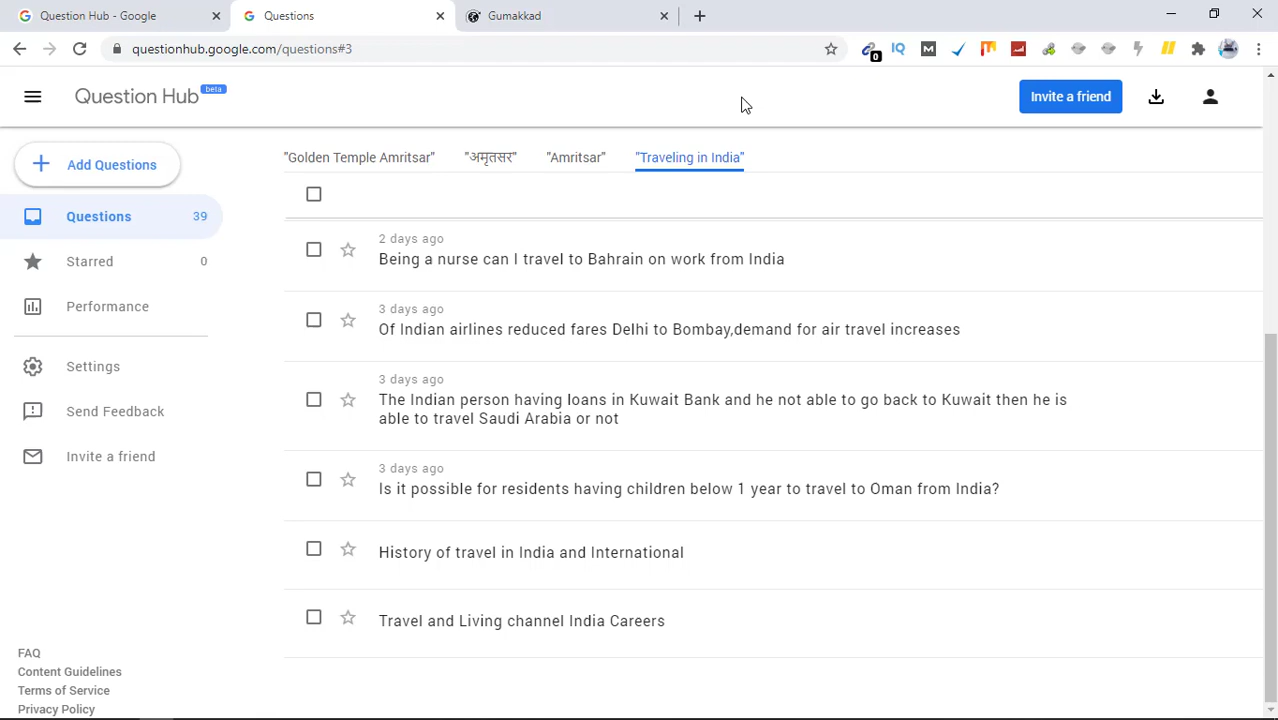 Question Hub - Google
Questions
Gumakkad
questionhub.google.com/questions#3
0
IQ
M
Question Hub beta
Invite a friend
Add Questions
"Golden Temple Amritsar" "अमृतसर" "Amritsar" "Traveling in India"
Questions 39
Starred 0
Performance
Settings
Send Feedback
Invite a friend
2 days ago
Being a nurse can I travel to Bahrain on work from India
3 days ago
Of Indian airlines reduced fares Delhi to Bombay,demand for air travel increases
3 days ago
The Indian person having loans in Kuwait Bank and he not able to go back to Kuwait then he is
able to travel Saudi Arabia or not
3 days ago
Is it possible for residents having children below 1 year to travel to Oman from India?
History of travel in India and International
Travel and Living channel India Careers
FAQ
Content Guidelines
Terms of Service
Privacy Policy